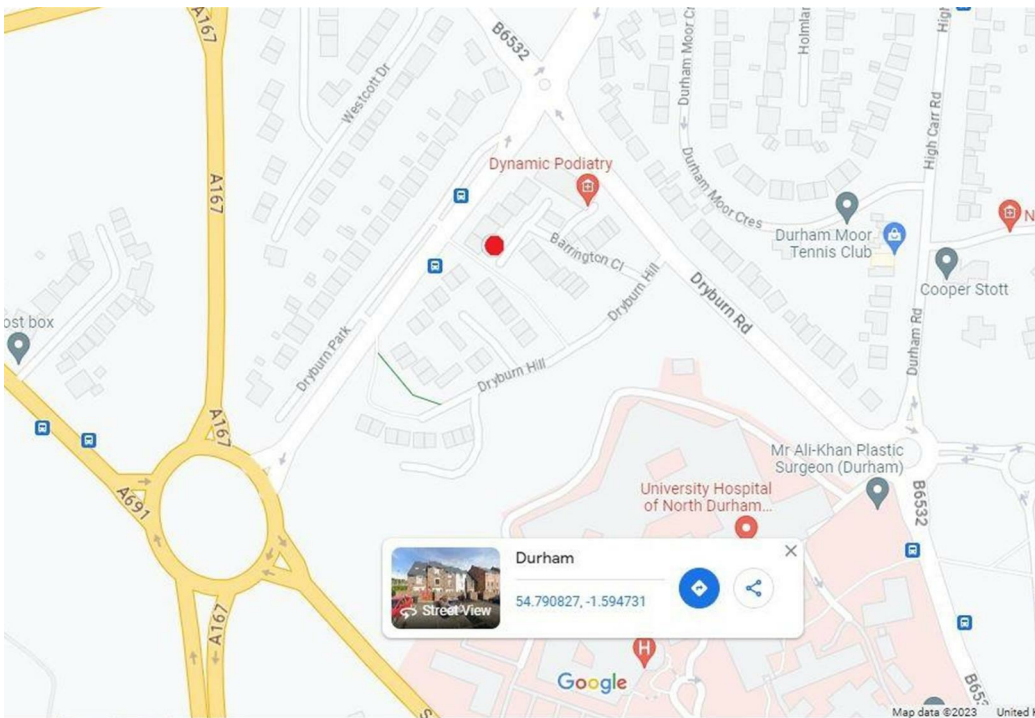 A167
B6532
High
Holmlan
Durham Moor Cr
Westcott Dr
High Carr Rd
Dynamic Podiatry
A167
Durham Moor Cres
N
Durham Moor
Tennis Club
Barrington Cl
Cooper Stott
Dryburn Hill
Dryburn Rd
ost box
Durham Rd
Dryburn Park
Dryburn Hill
A167
Mr Ali-Khan Plastic
Surgeon (Durham)
A691
University Hospital
of North Durham...
B6532
Durham
54.790827, -1.594731
Street View
A167
H
Google
B653
S
Map data ©2023
United K